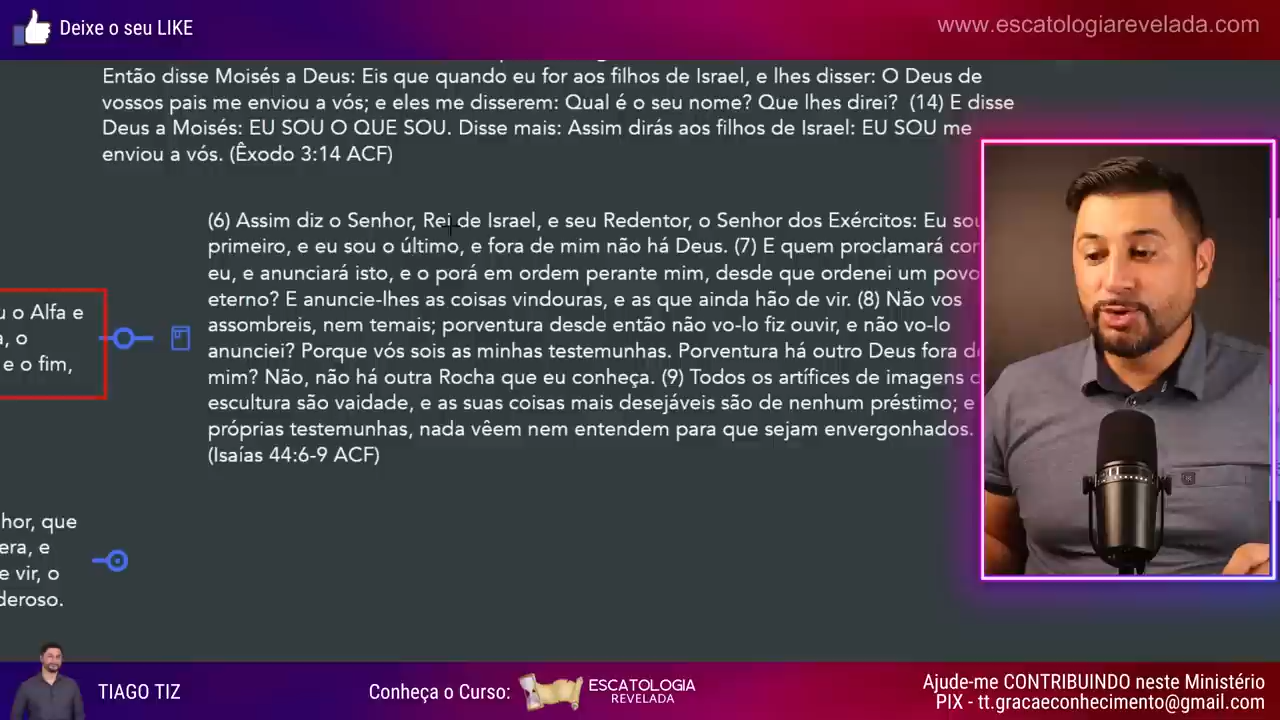 Deixe o seu LIKE
www.escatologiarevelada.com
Então disse Moisés a Deus: Eis que quando eu for aos filhos de Israel, e lhes disser: O Deus de
vossos pais me enviou a vós; e eles me disserem: Qual é o seu nome? Que lhes direi? (14) E disse
Deus a Moisés: EU SOU O QUE SOU. Disse mais: Assim dirás aos filhos de Israel: EU SOU me
enviou a vós. (Êxodo 3:14 ACF)
(6) Assim diz o Senhor, Rei de Israel, e seu Redentor, o Senhor dos Exércitos: Eu sou
primeiro, e eu sou o último, e fora de mim não há Deus. (7) E quem proclamará
eu, e anunciará isto, e o porá em ordem perante mim, desde que ordenei um povo
eterno? E anuncie-lhes as coisas vindouras, e as que ainda hão de vir. (8) Não vos
assombreis, nem temais; porventura desde então não vo-lo fiz ouvir, e não vo-lo
anunciei? Porque vós sois as minhas testemunhas. Porventura há outro Deus fora
mim? Não, não há outra Rocha que eu conheça. (9) Todos os artífices de imagens
escultura são vaidade, e as suas coisas mais desejáveis são de nenhum préstimo; e
próprias testemunhas, nada vêem nem entendem para que sejam envergonhados.
(Isaías 44:6-9 ACF)
o Alfa e
o
e o fim,
que
era, e
vir, o
TIAGO TIZ
Conheça o Curso:
ESCATOLOGIA
REVELADA
Ajude-me CONTRIBUINDO neste Ministério
PIX - tt.gracaeconhecimento@gmail.com